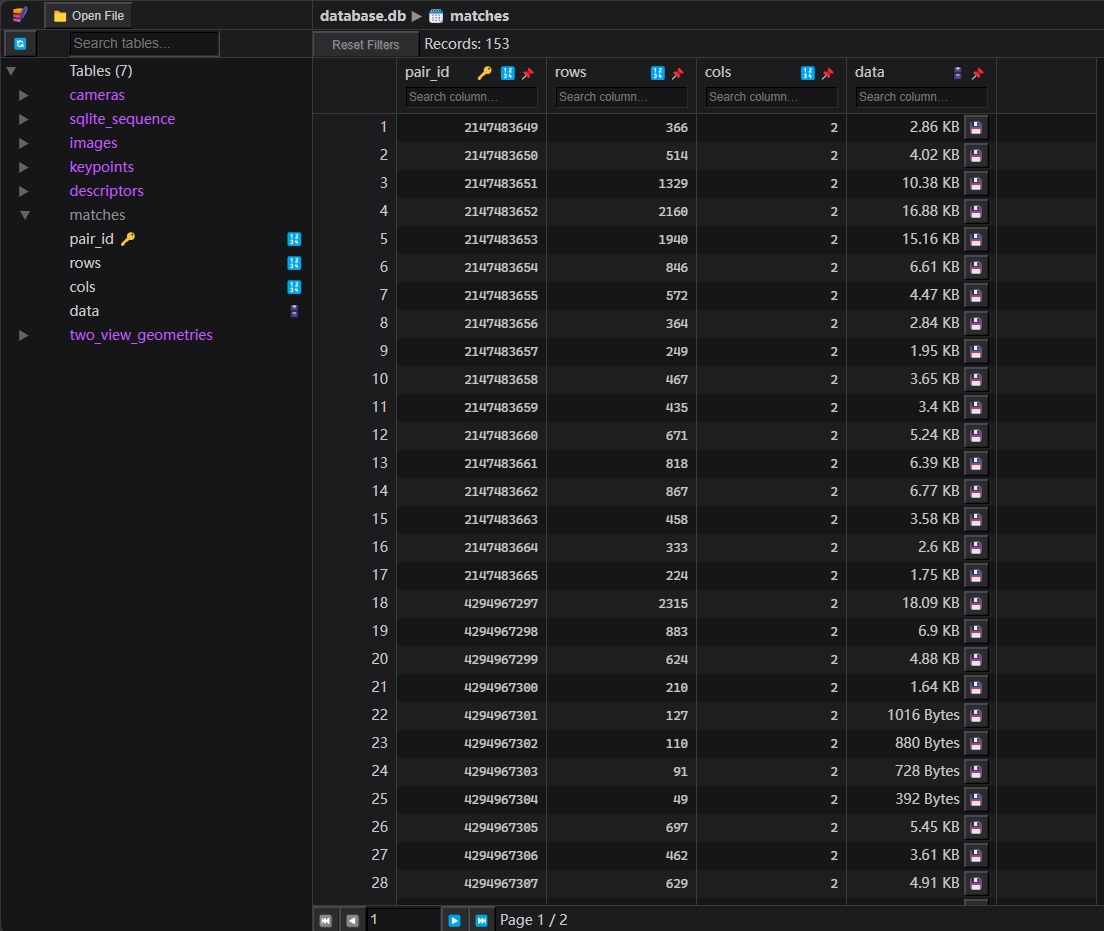 Open File
database.db ▶ matches
Search tables...
Reset Filters Records: 153
Tables (7)
cameras
sqlite_sequence
images
keypoints
descriptors
matches
pair_id
rows
cols
data
two_view_geometries
pair_id rows cols data
Search column... Search column... Search column... Search column...
1 2147483649 366 2 2.86 KB
2 2147483650 514 2 4.02 KB
3 2147483651 1329 2 10.38 KB
4 2147483652 2160 2 16.88 KB
5 2147483653 1940 2 15.16 KB
6 2147483654 846 2 6.61 KB
7 2147483655 572 2 4.47 KB
8 2147483656 364 2 2.84 KB
9 2147483657 249 2 1.95 KB
10 2147483658 467 2 3.65 KB
11 2147483659 435 2 3.4 KB
12 2147483660 671 2 5.24 KB
13 2147483661 818 2 6.39 KB
14 2147483662 867 2 6.77 KB
15 2147483663 458 2 3.58 KB
16 2147483664 333 2 2.6 KB
17 2147483665 224 2 1.75 KB
18 4294967297 2315 2 18.09 KB
19 4294967298 883 2 6.9 KB
20 4294967299 624 2 4.88 KB
21 4294967300 210 2 1.64 KB
22 4294967301 127 2 1016 Bytes
23 4294967302 110 2 880 Bytes
24 4294967303 91 2 728 Bytes
25 4294967304 49 2 392 Bytes
26 4294967305 697 2 5.45 KB
27 4294967306 462 2 3.61 KB
28 4294967307 629 2 4.91 KB
1 Page 1 / 2